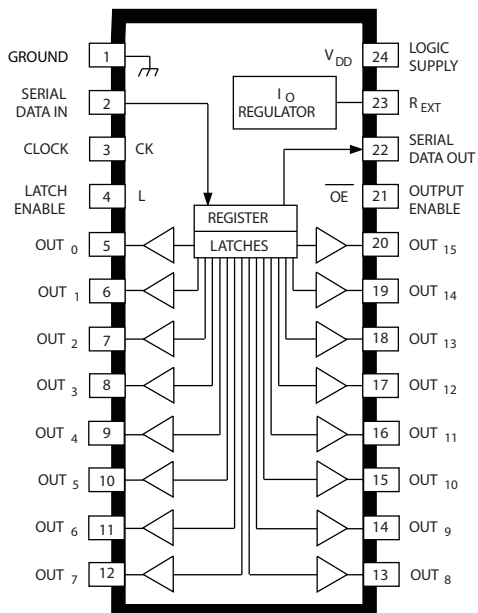 GROUND 1 V DD 24 LOGIC SUPPLY
SERIAL DATA IN 2 I O REGULATOR 23 R EXT
CLOCK 3 CK 22 SERIAL DATA OUT
LATCH ENABLE 4 L OE 21 OUTPUT ENABLE
REGISTER
LATCHES
OUT 0 5 20 OUT 15
OUT 1 6 19 OUT 14
OUT 2 7 18 OUT 13
OUT 3 8 17 OUT 12
OUT 4 9 16 OUT 11
OUT 5 10 15 OUT 10
OUT 6 11 14 OUT 9
OUT 7 12 13 OUT 8